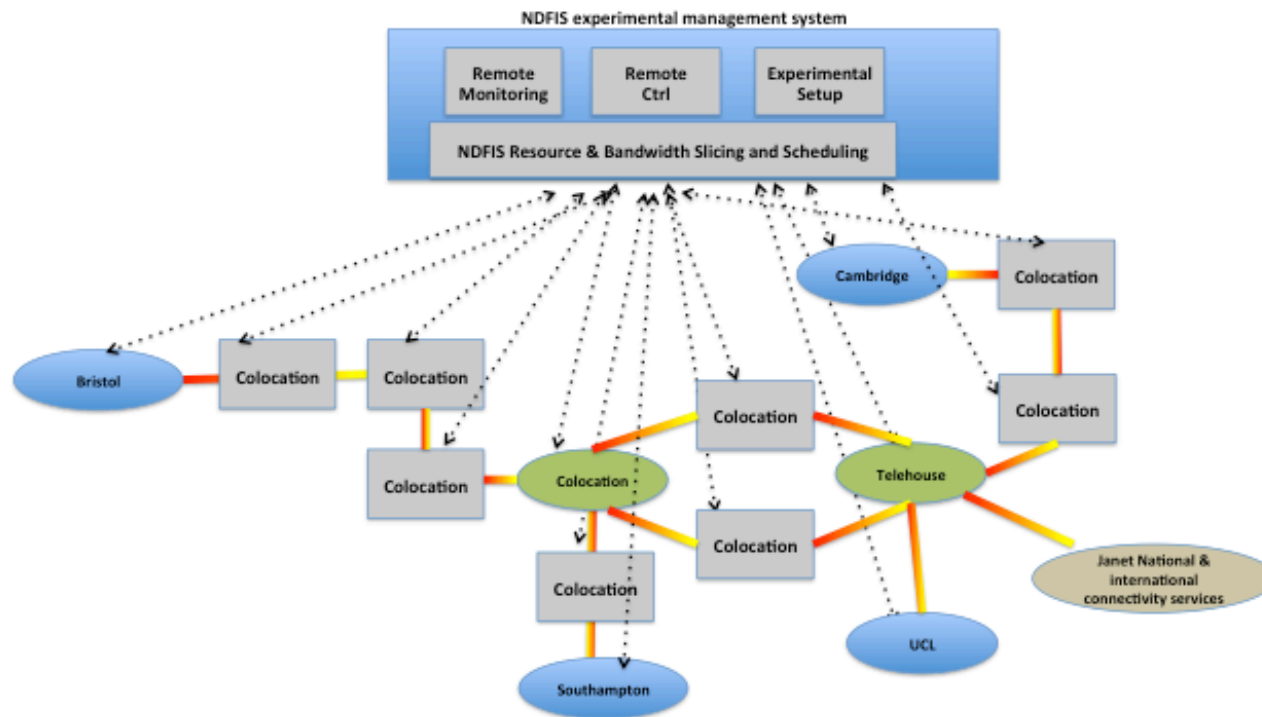 NDFIS experimental management system
Remote
Monitoring
Remote
Ctrl
Experimental
Setup
NDFIS Resource & Bandwidth Slicing and Scheduling
Cambridge
Colocation
Bristol
Colocation
Colocation
Colocation
Colocation
Colocation
Colocation
Telehouse
Colocation
Colocation
Janet National &
international
connectivity services
UCL
Southampton